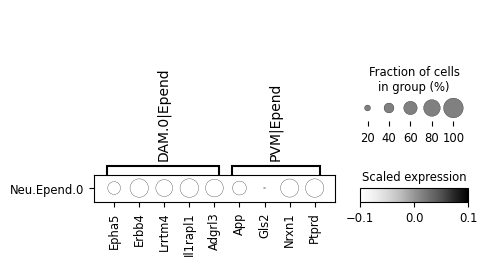 DAM.0|Epend
PVM|Epend
Fraction of cells
in group (%)
20 40 60 80 100
Neu.Epend.0
Scaled expression
−0.1 0.0 0.1
Epha5
Erbb4
Lrrtm4
Il1rapl1
Adgrl3
App
Gls2
Nrxn1
Ptprd